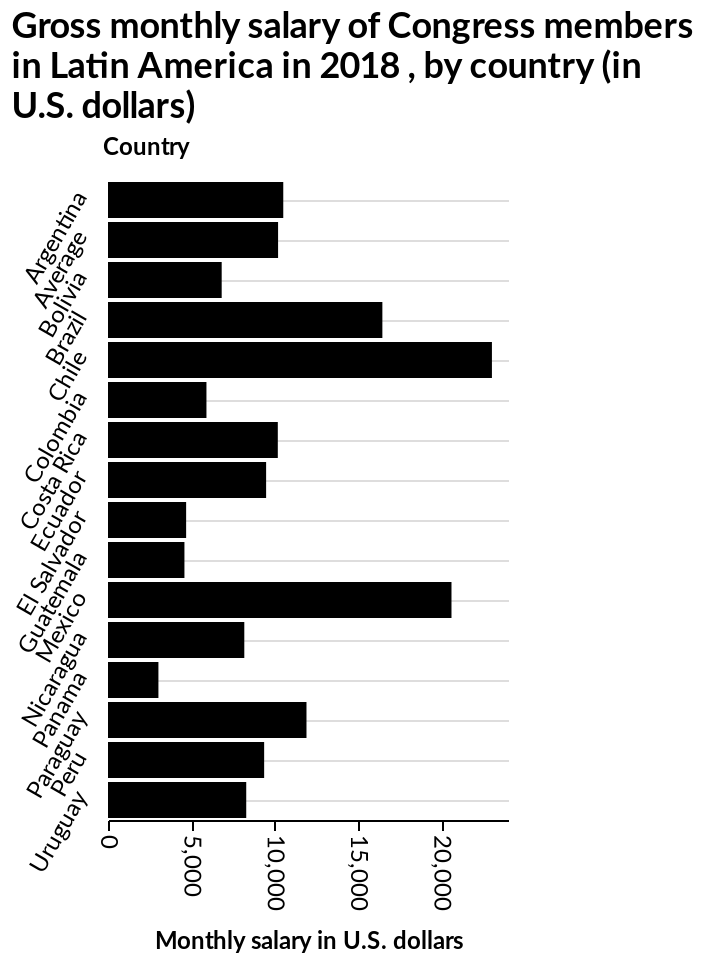 Gross monthly salary of Congress members
in Latin America in 2018 , by country (in
U.S. dollars)
Country
Argentina
Average
Bolivia
Brazil
Chile
Colombia
Costa Rica
Ecuador
El Salvador
Guatemala
Mexico
Nicaragua
Panama
Paraguay
Peru
Uruguay
0
5,000
10,000
15,000
20,000
Monthly salary in U.S. dollars